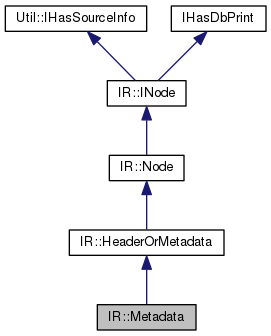 Util::IHasSourceInfo
IHasDbPrint
IR::INode
IR::Node
IR::HeaderOrMetadata
IR::Metadata